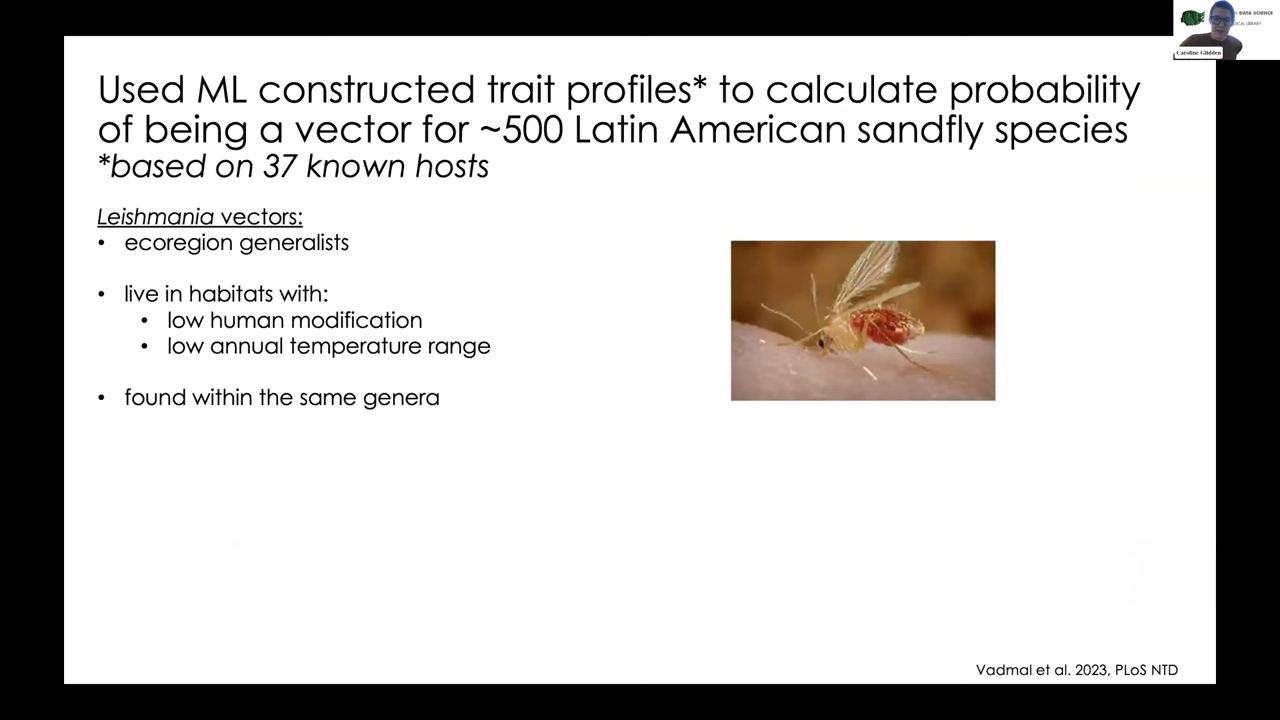 DATA SCIENCE
LIBRARY
Caroline Glidden
Used ML constructed trait profiles* to calculate probability
of being a vector for ~500 Latin American sandfly species
*based on 37 known hosts
Leishmania vectors:
• ecoregion generalists
• live in habitats with:
• low human modification
• low annual temperature range
• found within the same genera
Vadmal et al. 2023, PLoS NTD